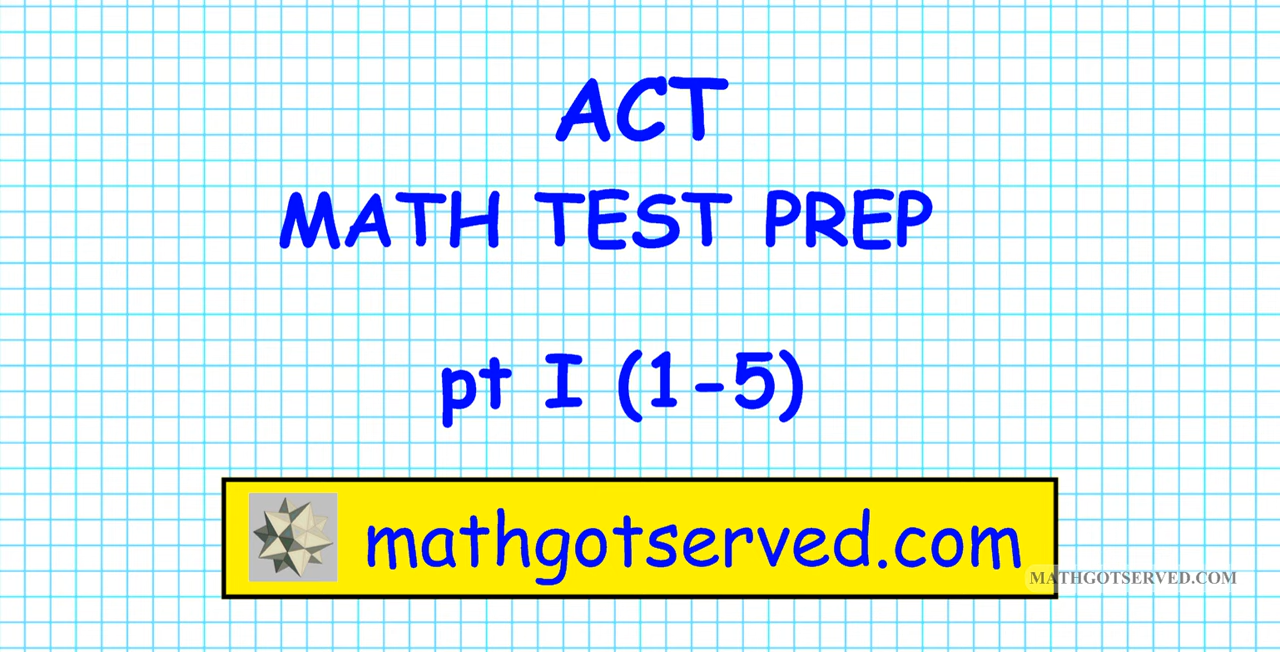 ACT
MATH TEST PREP
pt I (1-5)
mathgotserved.com
MATHGOTSERVED.COM